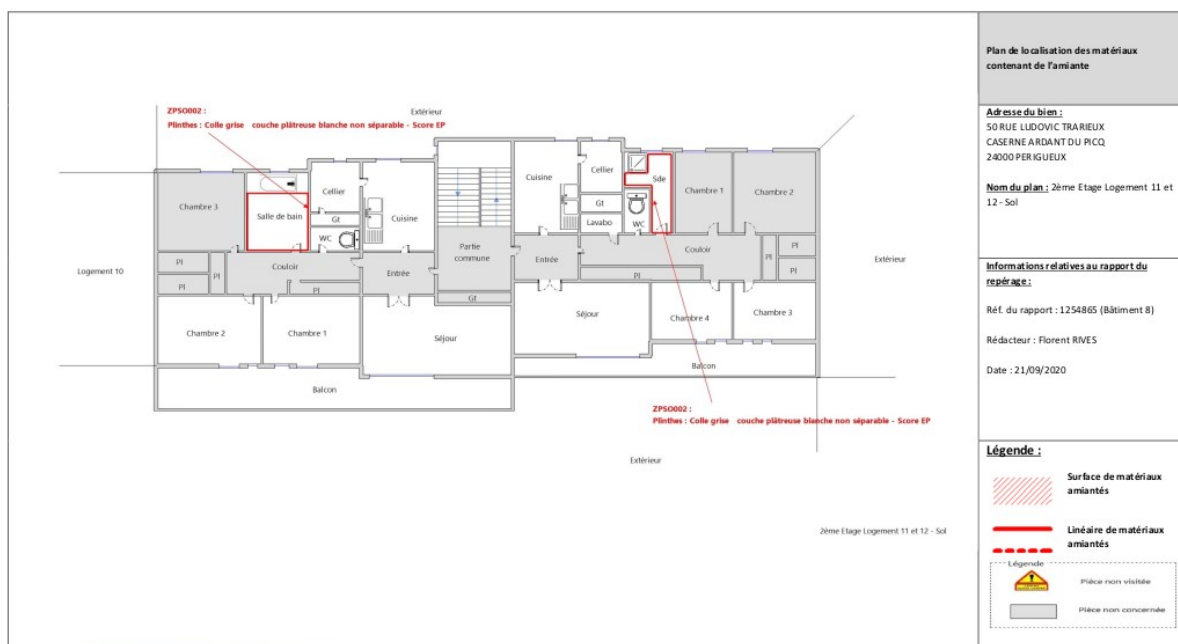 ZPSO002 :
Plinthes : Colle grise couche plâtreuse blanche non séparable - Score EP
Extérieur
Chambre 3
Salle de bain
Cellier
Gt
WC
Cuisine
Cuisine
Cellier
Gt
Lavabo
WC
Sde
Chambre 1
Chambre 2
Logement 10
Pl
Pl
Pl
Couloir
Pl
Entrée
Partie commune
Gt
Entrée
Couloir
Pl
Pl
Pl
Pl
Extérieur
Chambre 2
Chambre 1
Séjour
Séjour
Chambre 4
Chambre 3
Balcon
Balcon
ZPSO002 :
Plinthes : Colle grise couche plâtreuse blanche non séparable - Score EP
Extérieur
2ème Etage Logement 11 et 12 - Sol
Plan de localisation des matériaux
contenant de l'amiante
Adresse du bien :
50 RUE LUDOVIC TRARIEUX
CASERNE ARDANT DU PICQ
24000 PERIGUEUX
Nom du plan : 2ème Etage Logement 11 et
12 - Sol
Informations relatives au rapport du
repérage :
Réf. du rapport : 1254865 (Bâtiment 8)
Rédacteur : Florent RIVES
Date : 21/09/2020
Légende :
Surface de matériaux
amiantés
Linéaire de matériaux
amiantés
Légende
Pièce non visitée
Pièce non concernée